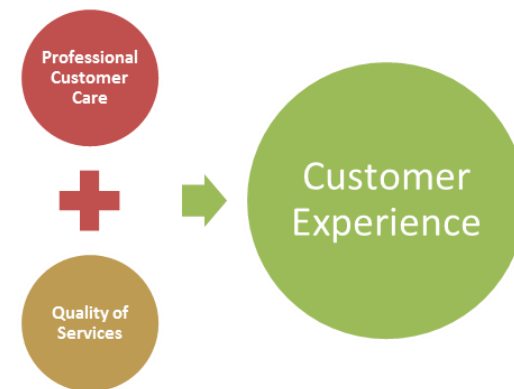 Professional
Customer
Care
Quality of
Services
Customer
Experience